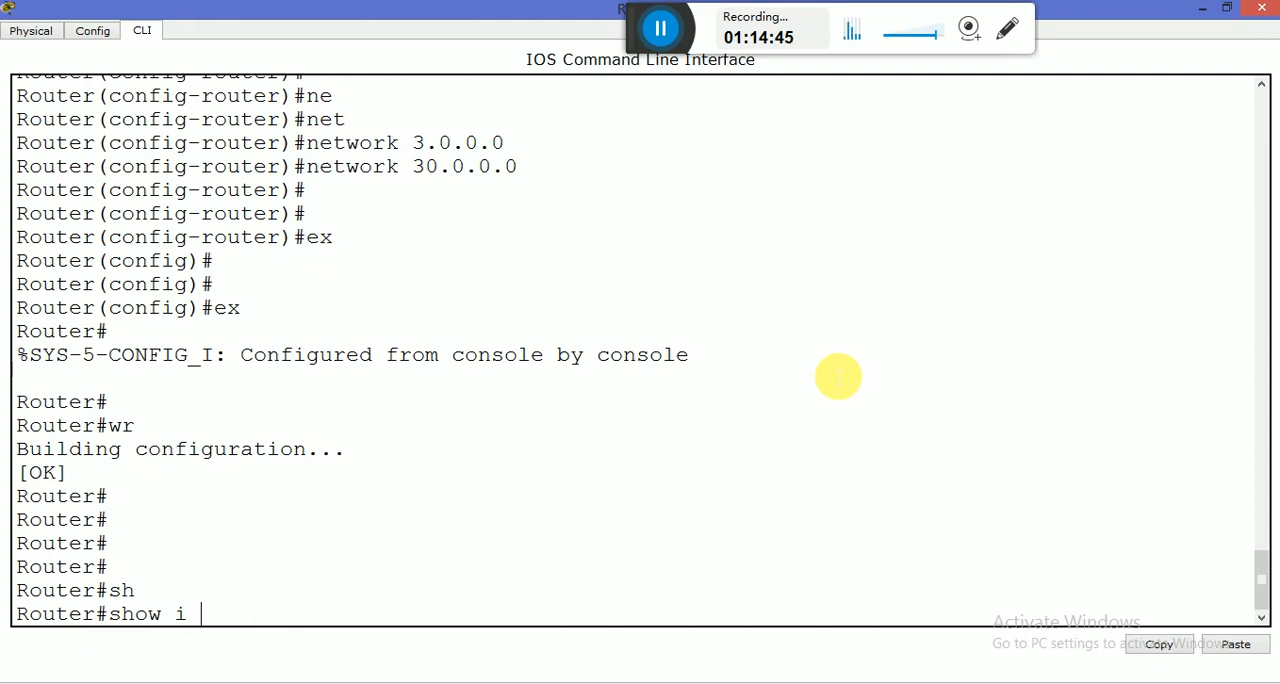 Physical
Config
CLI
Recording...
01:14:45
IOS Command Line Interface
Router(config-router)#ne
Router(config-router)#net
Router(config-router)#network 3.0.0.0
Router(config-router)#network 30.0.0.0
Router(config-router)#
Router(config-router)#
Router(config-router)#ex
Router(config)#
Router(config)#
Router(config)#ex
Router#
%SYS-5-CONFIG_I: Configured from console by console
Router#
Router#wr
Building configuration...
[OK]
Router#
Router#
Router#
Router#
Router#sh
Router#show i
Activate Windows
Go to PC settings to activate Windows
Copy
Paste